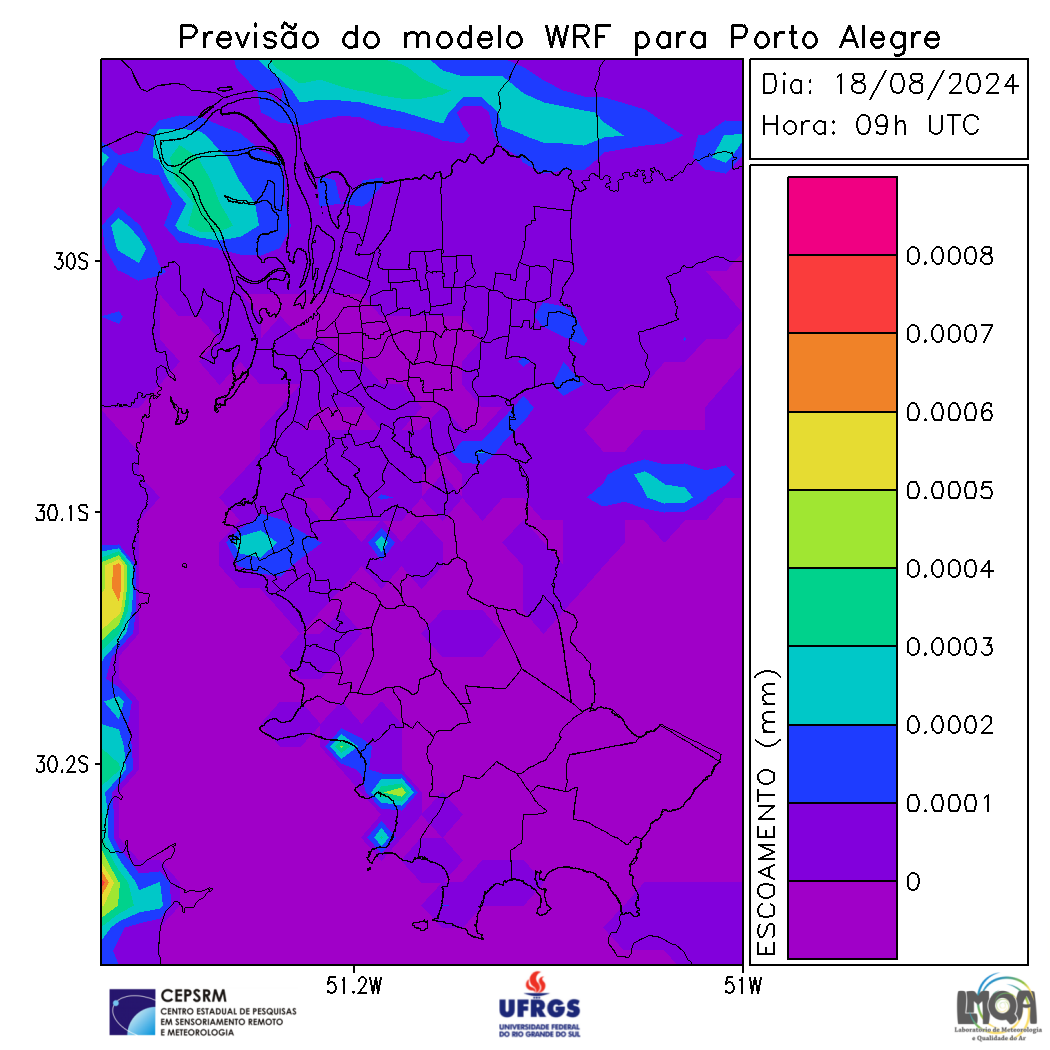 Previsão do modelo WRF para Porto Alegre
Dia: 18/08/2024
Hora: 09h UTC
30S
30.1S
30.2S
51.2W
51W
ESCOAMENTO (mm)
0.0008
0.0007
0.0006
0.0005
0.0004
0.0003
0.0002
0.0001
0
CEPSRM
CENTRO ESTADUAL DE PESQUISAS
EM SENSORIAMENTO REMOTO
E METEOROLOGIA
UFRGS
UNIVERSIDADE FEDERAL
DO RIO GRANDE DO SUL
LMQA
Laboratório de Meteorologia
e Qualidade do Ar